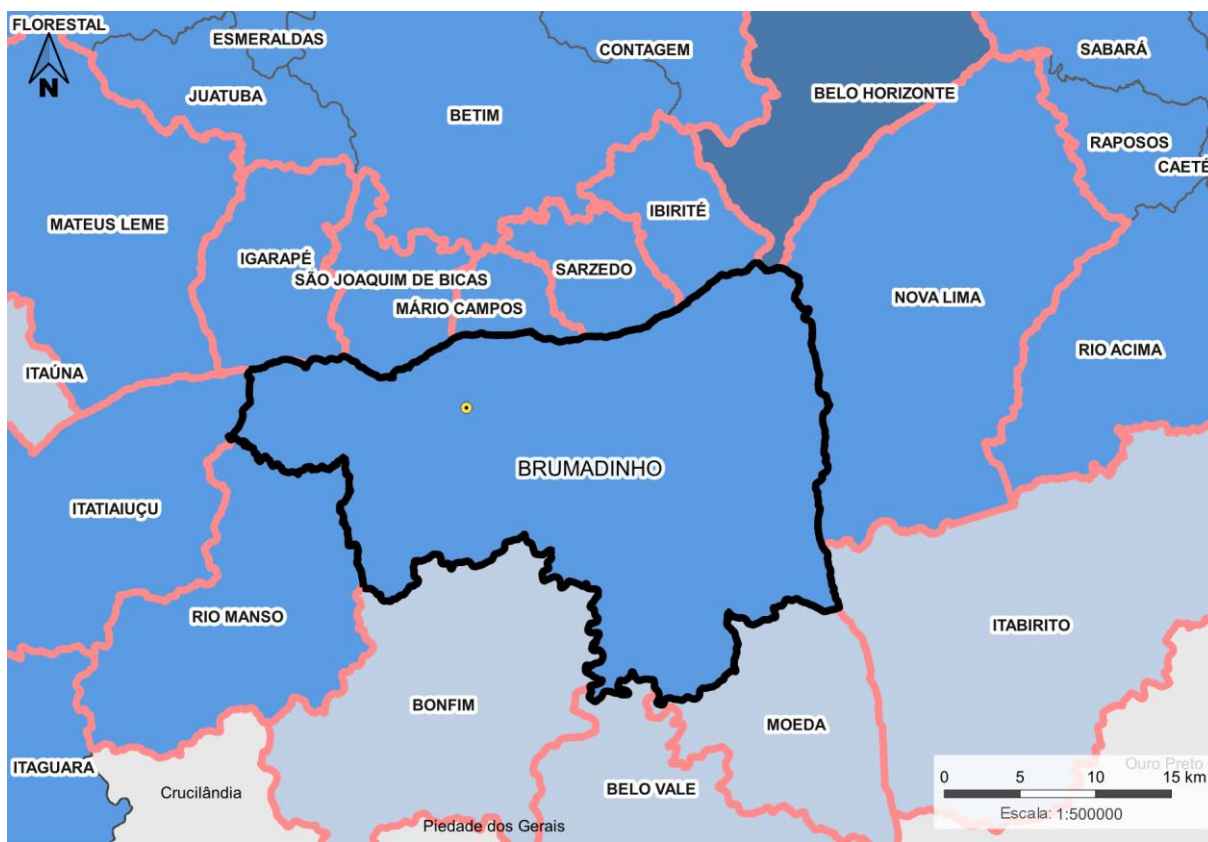 FLORESTAL
ESMERALDAS
CONTAGEM
SABARÁ
N
JUATUBA
BELO HORIZONTE
BETIM
RAPOSOS
CAETÉ
MATEUS LEME
IBIRITÉ
IGARAPÉ
SARZEDO
SÃO JOAQUIM DE BICAS
NOVA LIMA
MÁRIO CAMPOS
RIO ACIMA
ITAÚNA
BRUMADINHO
ITATIAIUÇU
RIO MANSO
ITABIRITO
BONFIM
MOEDA
ITAGUARA
Ouro Preto
0 5 10 15 km
Crucilândia
BELO VALE
Escala: 1:500000
Piedade dos Gerais